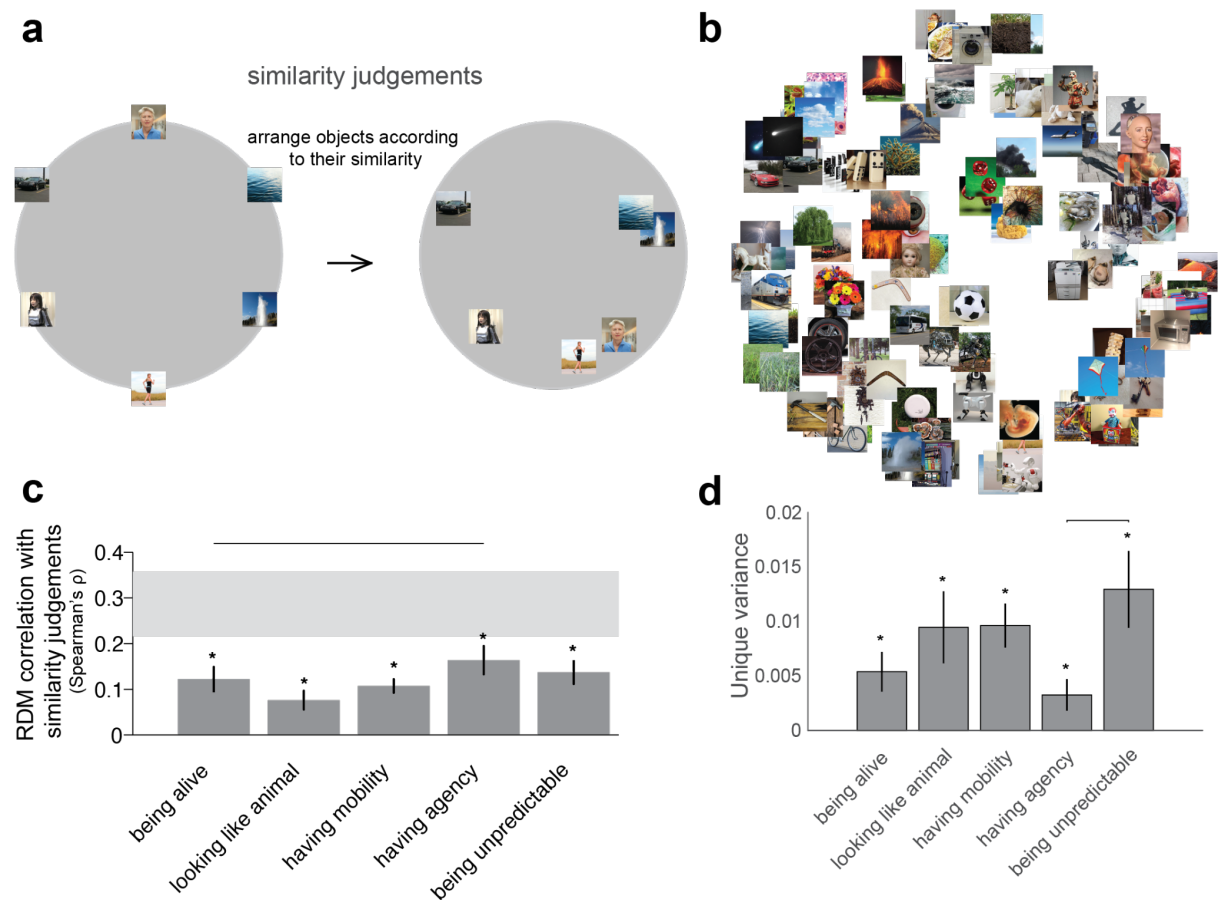 a
similarity judgements
arrange objects according
to their similarity
b
c
RDM correlation with
similarity judgements
(Spearman's ρ)
0.4
0.3
0.2
0.1
0
*
*
*
*
*
being alive
looking like animal
having mobility
having agency
being unpredictable
d
Unique variance
0.02
0.015
0.01
0.005
0
*
*
*
*
*
being alive
looking like animal
having mobility
having agency
being unpredictable